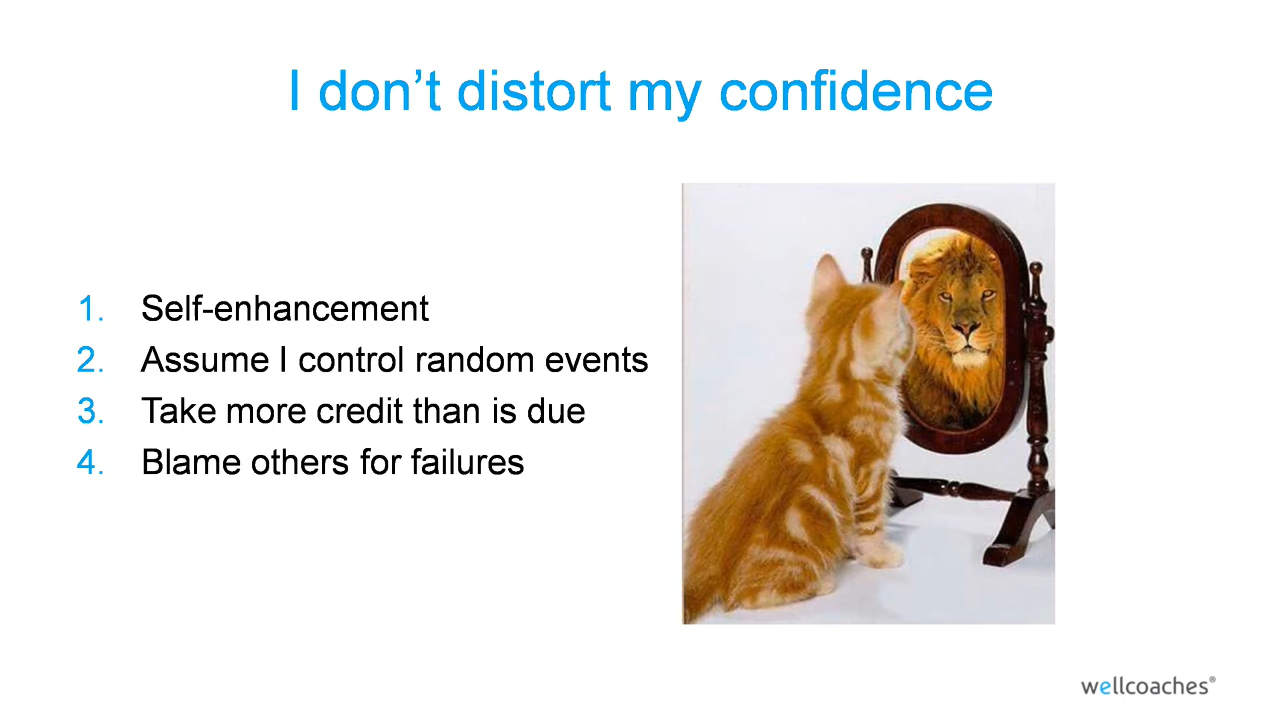 I don’t distort my confidence
1. Self-enhancement
2. Assume I control random events
3. Take more credit than is due
4. Blame others for failures
wellcoaches®